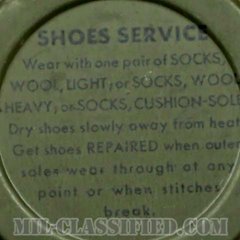 SHOES SERVICE
Wear with one pair of SOCKS,
WOOL, LIGHT; or SOCKS, WOOL
HEAVY; or SOCKS, CUSHION-SOLE
Dry shoes slowly away from heat
Get shoes REPAIRED when outer
soles wear through at any
point or when stitches
break.
MIL-CLASSIFIED.COM